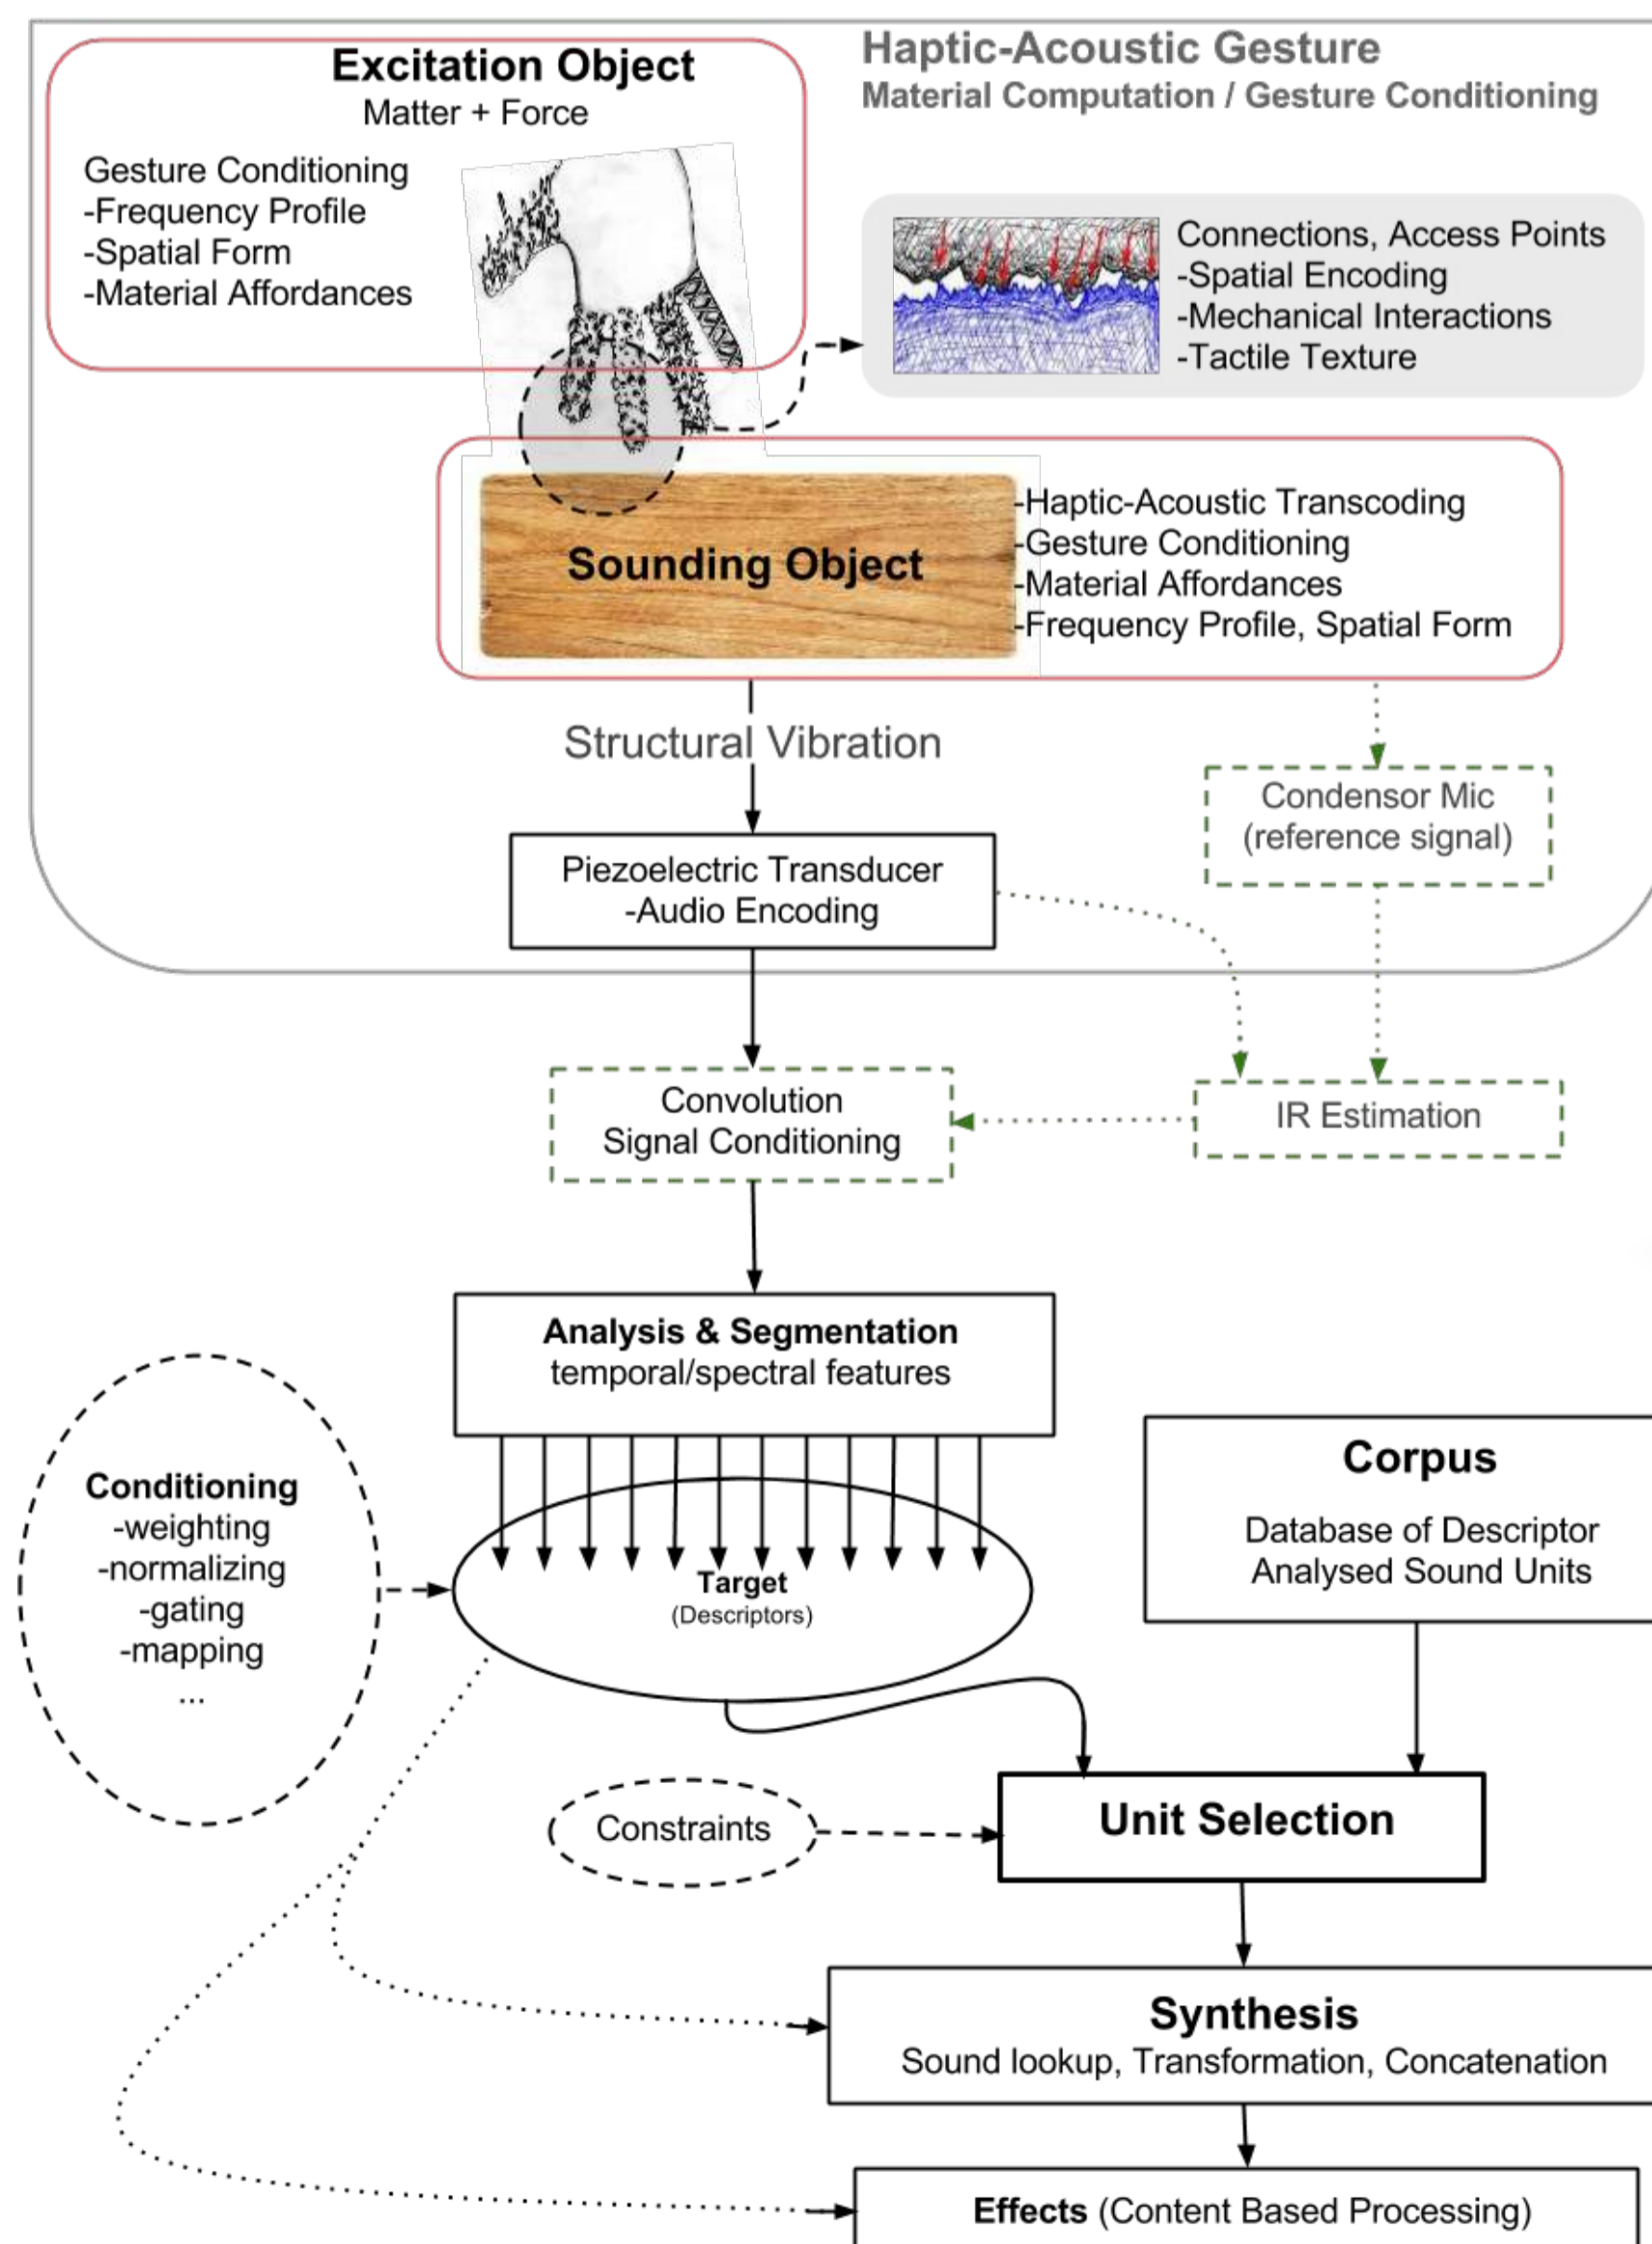 Excitation Object
Matter + Force
Gesture Conditioning
-Frequency Profile
-Spatial Form
-Material Affordances
Haptic-Acoustic Gesture
Material Computation / Gesture Conditioning
Connections, Access Points
-Spatial Encoding
-Mechanical Interactions
-Tactile Texture
Sounding Object
-Haptic-Acoustic Transcoding
-Gesture Conditioning
-Material Affordances
-Frequency Profile, Spatial Form
Structural Vibration
Condensor Mic
(reference signal)
Piezoelectric Transducer
-Audio Encoding
Convolution
Signal Conditioning
IR Estimation
Analysis & Segmentation
temporal/spectral features
Conditioning
-weighting
-normalizing
-gating
-mapping
...
Target
(Descriptors)
Corpus
Database of Descriptor
Analysed Sound Units
Constraints
Unit Selection
Synthesis
Sound lookup, Transformation, Concatenation
Effects (Content Based Processing)